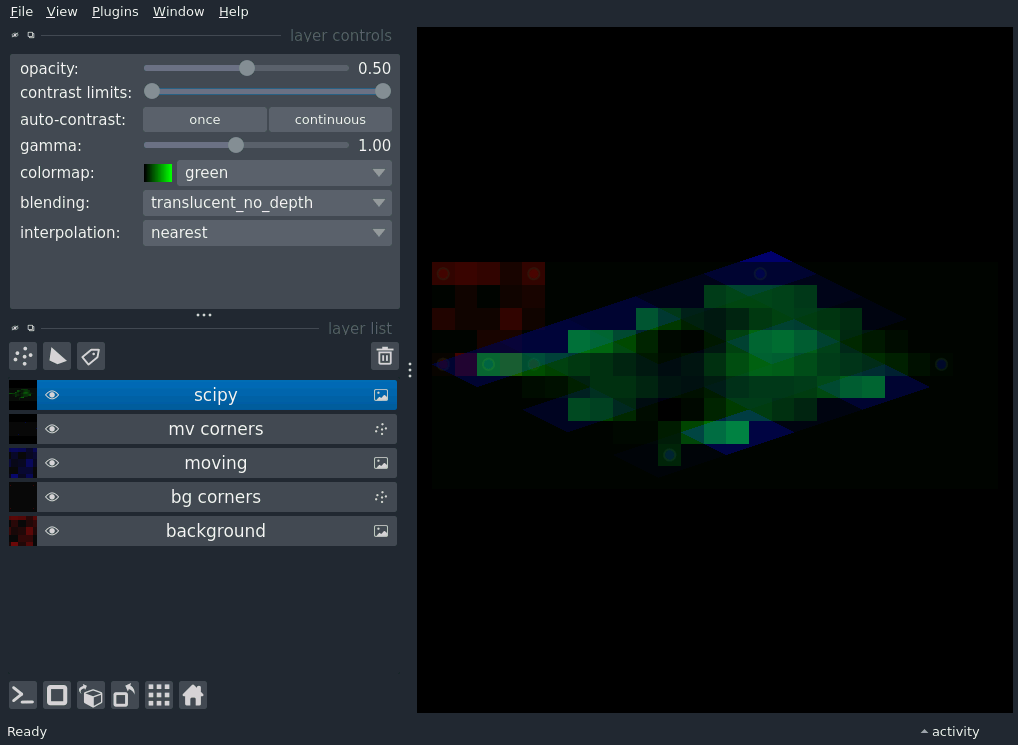 File View Plugins Window Help
layer controls
opacity: 0.50
contrast limits:
auto-contrast: once continuous
gamma: 1.00
colormap: green
blending: translucent_no_depth
interpolation: nearest
layer list
scipy
mv corners
moving
bg corners
background
Ready activity